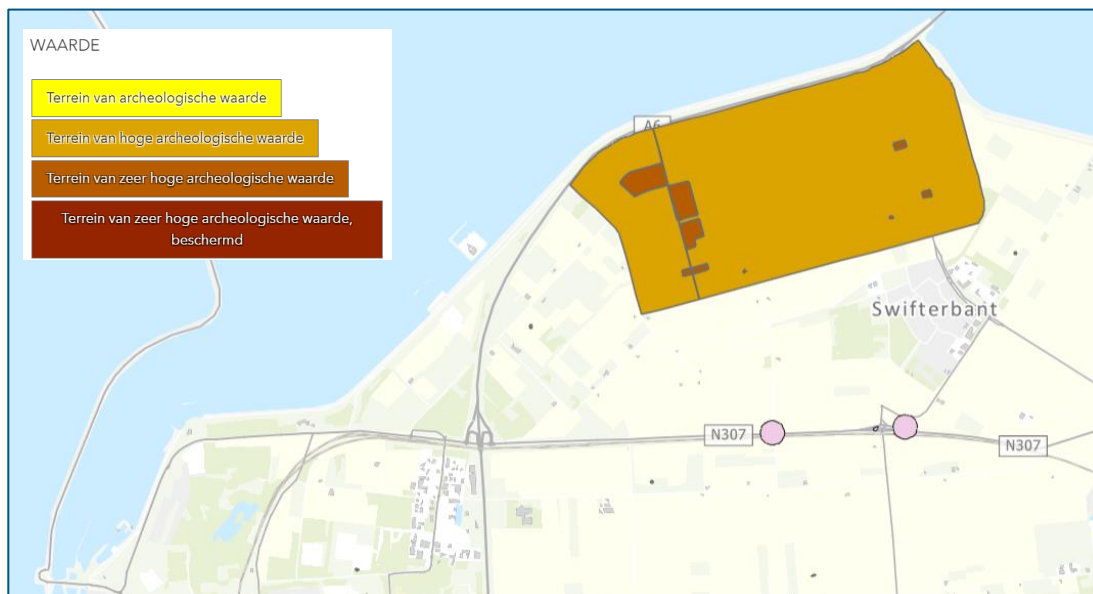 WAARDE
Terrein van archeologische waarde
Terrein van hoge archeologische waarde
Terrein van zeer hoge archeologische waarde
Terrein van zeer hoge archeologische waarde,
beschermd
A6
Swifterbant
N307
N307